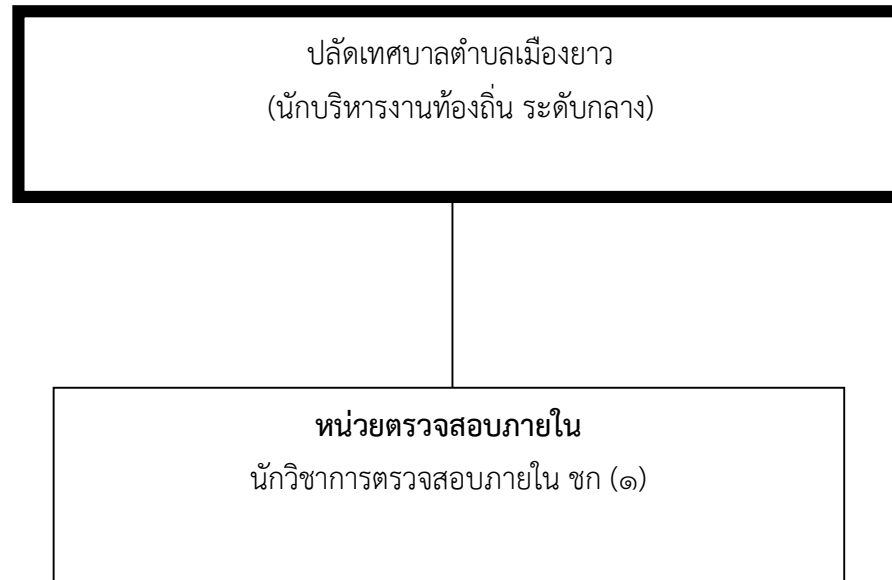 ปลัดเทศบาลตำบลเมืองยาว
(นักบริหารงานท้องถิ่น ระดับกลาง)
หน่วยตรวจสอบภายใน
นักวิชาการตรวจสอบภายใน ชก (๑)